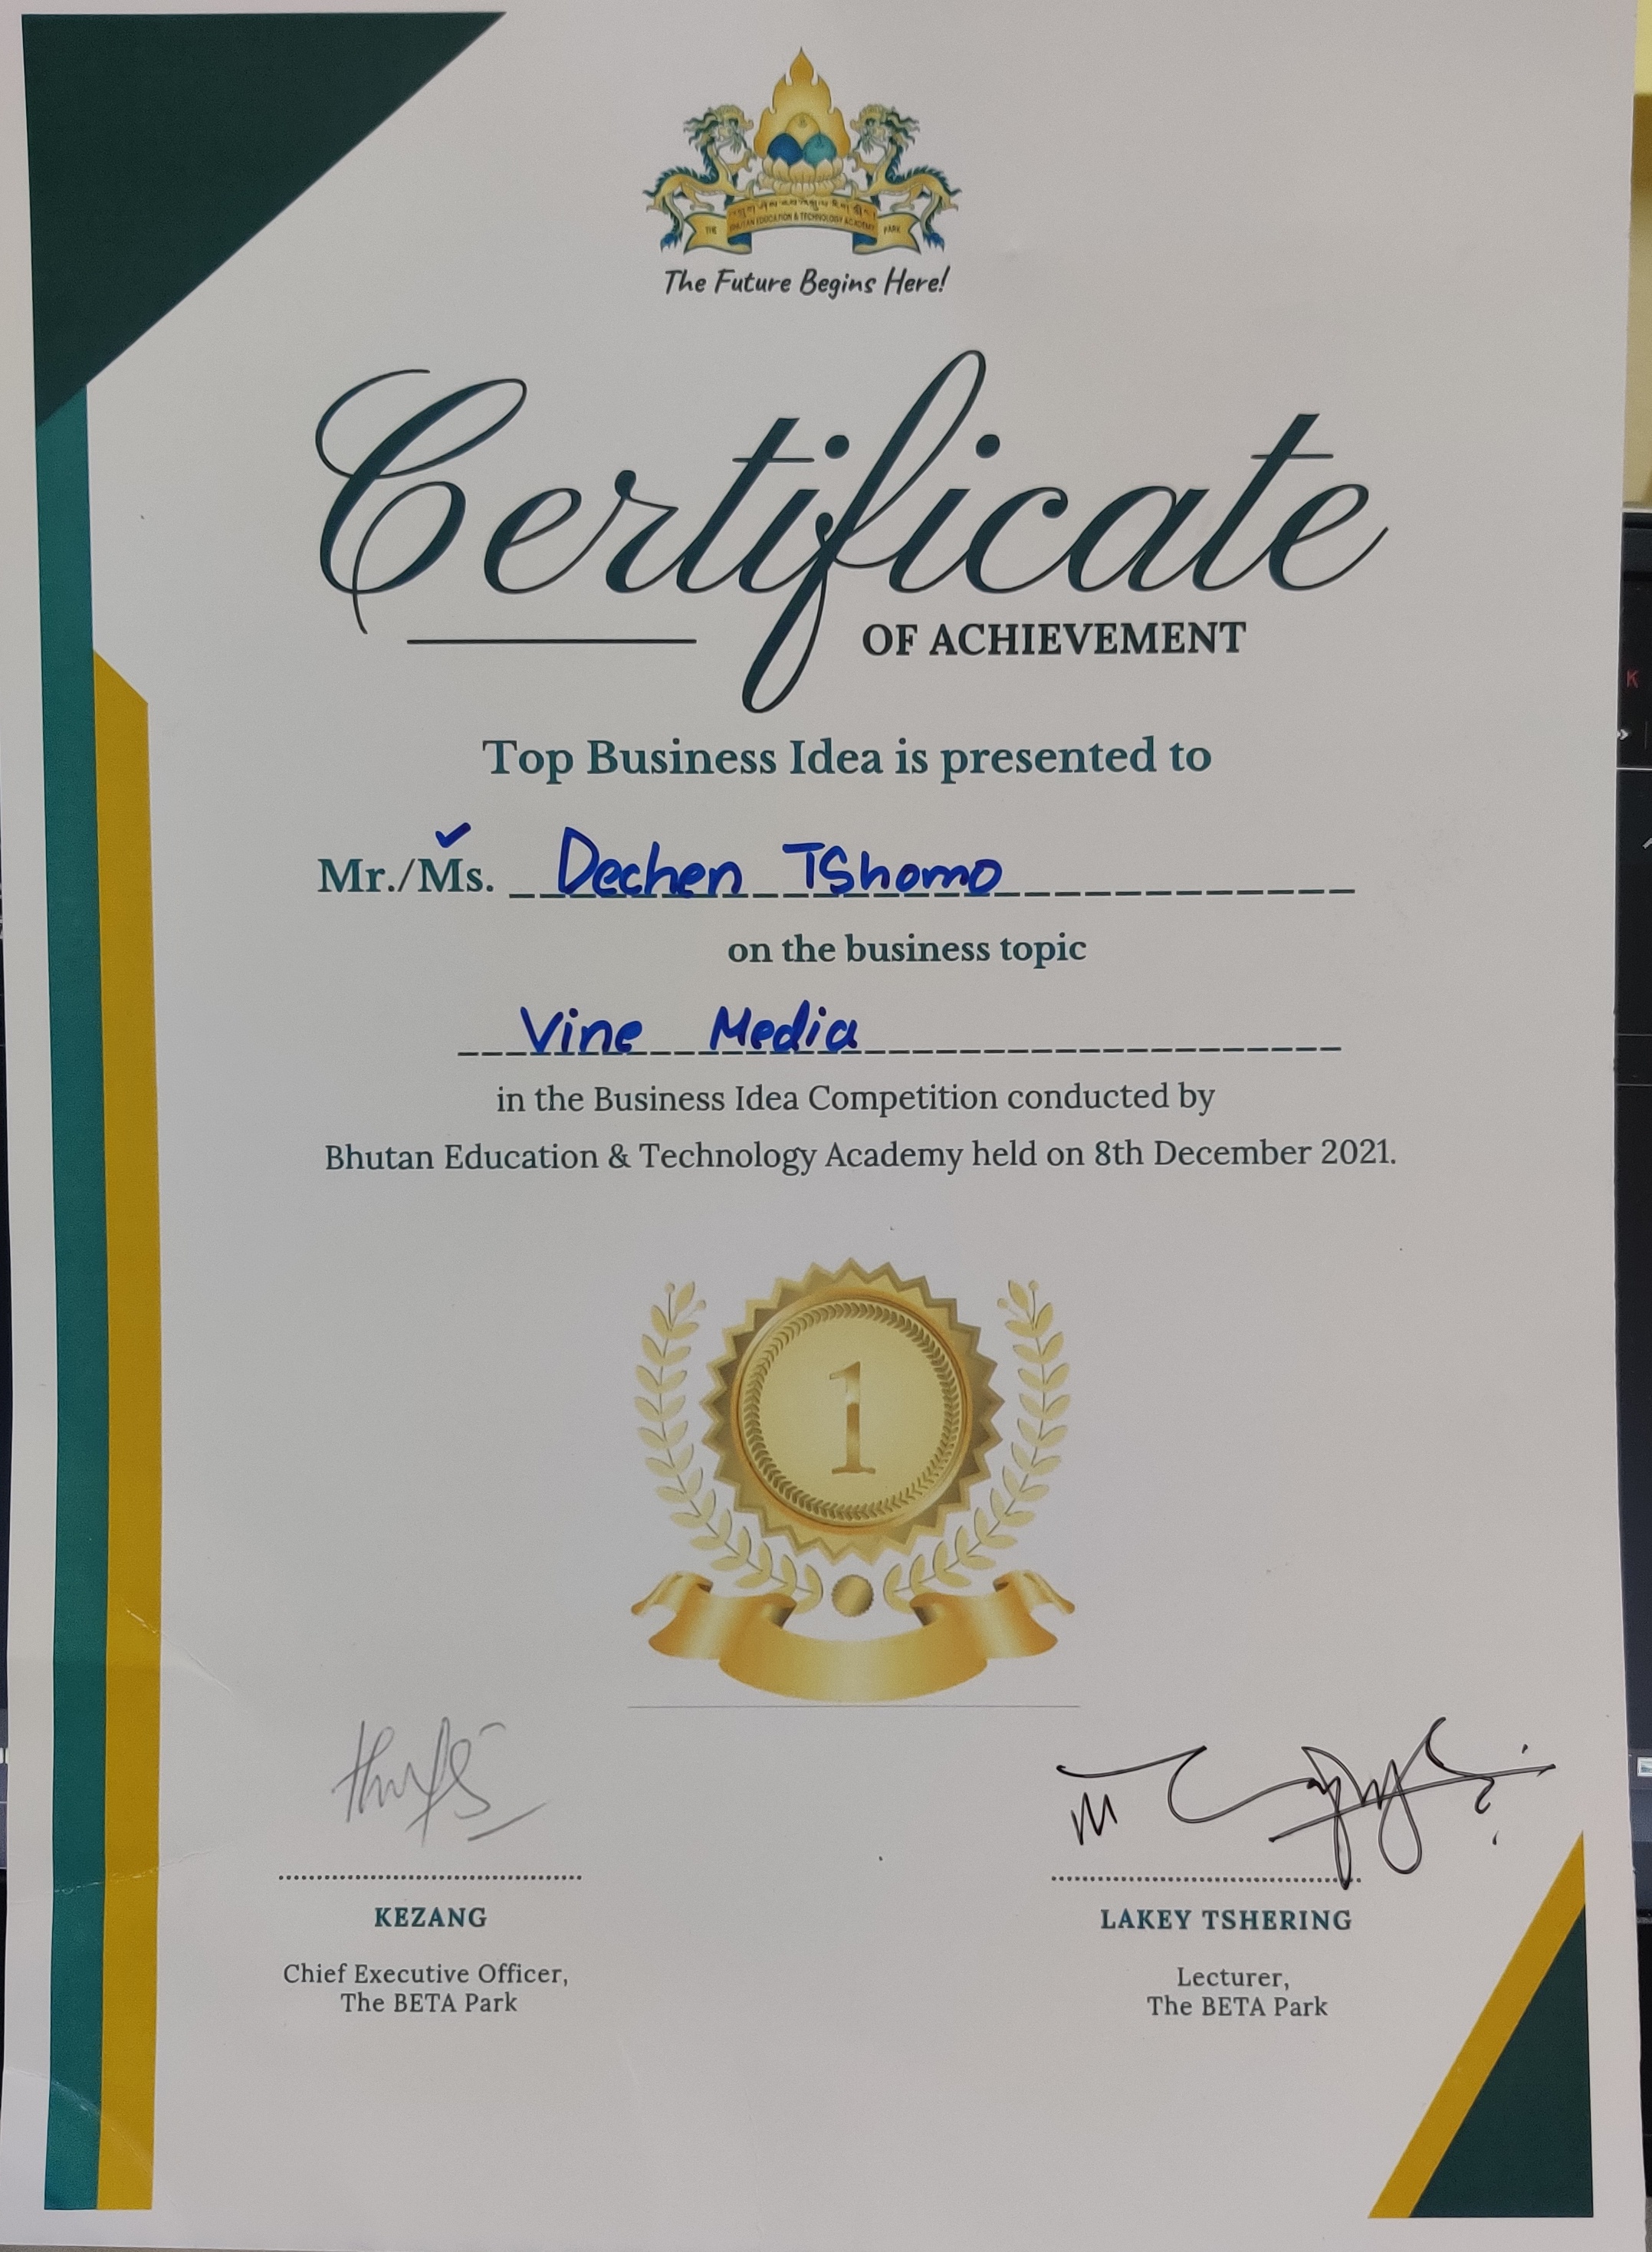 THE BHUTAN EDUCATION & TECHNOLOGY ACADEMY PARK
The Future Begins Here!
Certificate
OF ACHIEVEMENT
Top Business Idea is presented to
Mr./Ms. Dechen TShomo
on the business topic
Vine Media
in the Business Idea Competition conducted by
Bhutan Education & Technology Academy held on 8th December 2021.
1
KEZANG
Chief Executive Officer,
The BETA Park
LAKEY TSHERING
Lecturer,
The BETA Park
K